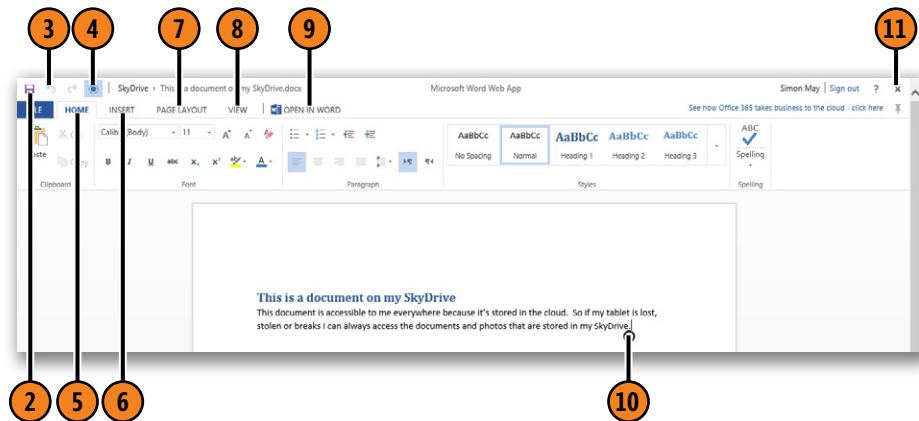 3 4 7 8 9 11
SkyDrive › This is a document on my SkyDrive.docx Microsoft Word Web App Simon May | Sign out ? ×
HOME INSERT PAGE LAYOUT VIEW OPEN IN WORD See how Office 365 takes business to the cloud - click here
Calib (Body) 11 A A AaBbCc AaBbCc AaBbCc AaBbCc AaBbCc ABC
B I U abc x₂ x² ab A No Spacing Normal Heading 1 Heading 2 Heading 3 Spelling
Clipboard Font Paragraph Styles Spelling
This is a document on my SkyDrive
This document is accessible to me everywhere because it's stored in the cloud. So if my tablet is lost,
stolen or breaks I can always access the documents and photos that are stored in my SkyDrive.
2 5 6 10